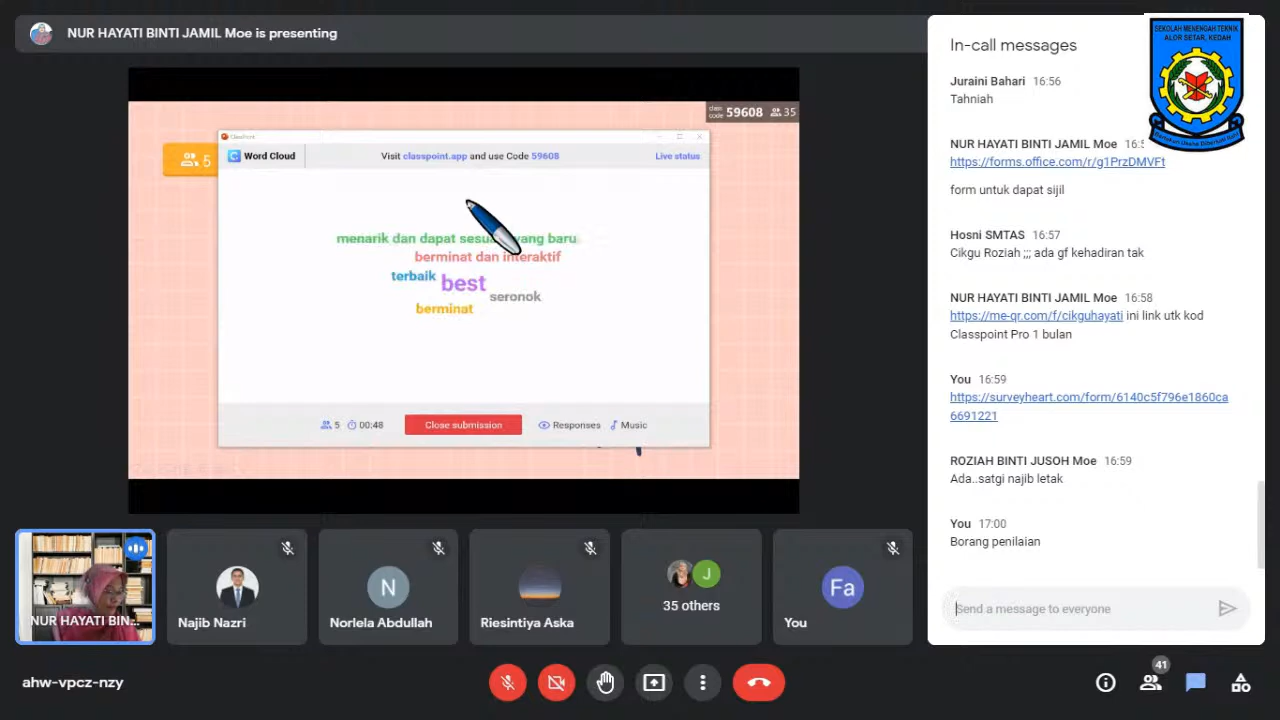 NUR HAYATI BINTI JAMIL Moe is presenting
class code 59608 35
5
ClassPoint
Word Cloud
Visit classpoint.app and use Code 59608
Live status
menarik dan dapat yang baru
berminat dan interaktif
terbaik
best
seronok
berminat
5 00:48
Close submission
Responses
Music
NUR HAYATI BIN...
Najib Nazri
N
Norlela Abdullah
Riesintiya Aska
J
35 others
Fa
You
ahw-vpcz-nzy
In-call messages
SEKOLAH MENENGAH TEKNIK
ALOR SETAR, KEDAH
Juraini Bahari 16:56
Tahniah
NUR HAYATI BINTI JAMIL Moe
https://forms.office.com/r/g1PrzDMVFt
form untuk dapat sijil
Hosni SMTAS 16:57
Cikgu Roziah ;;; ada gf kehadiran tak
NUR HAYATI BINTI JAMIL Moe 16:58
https://me-qr.com/f/cikguhayati ini link utk kod
Classpoint Pro 1 bulan
You 16:59
https://surveyheart.com/form/6140c5f796e1860ca
6691221
ROZIAH BINTI JUSOH Moe 16:59
Ada..satgi najib letak
You 17:00
Borang penilaian
Send a message to everyone
41